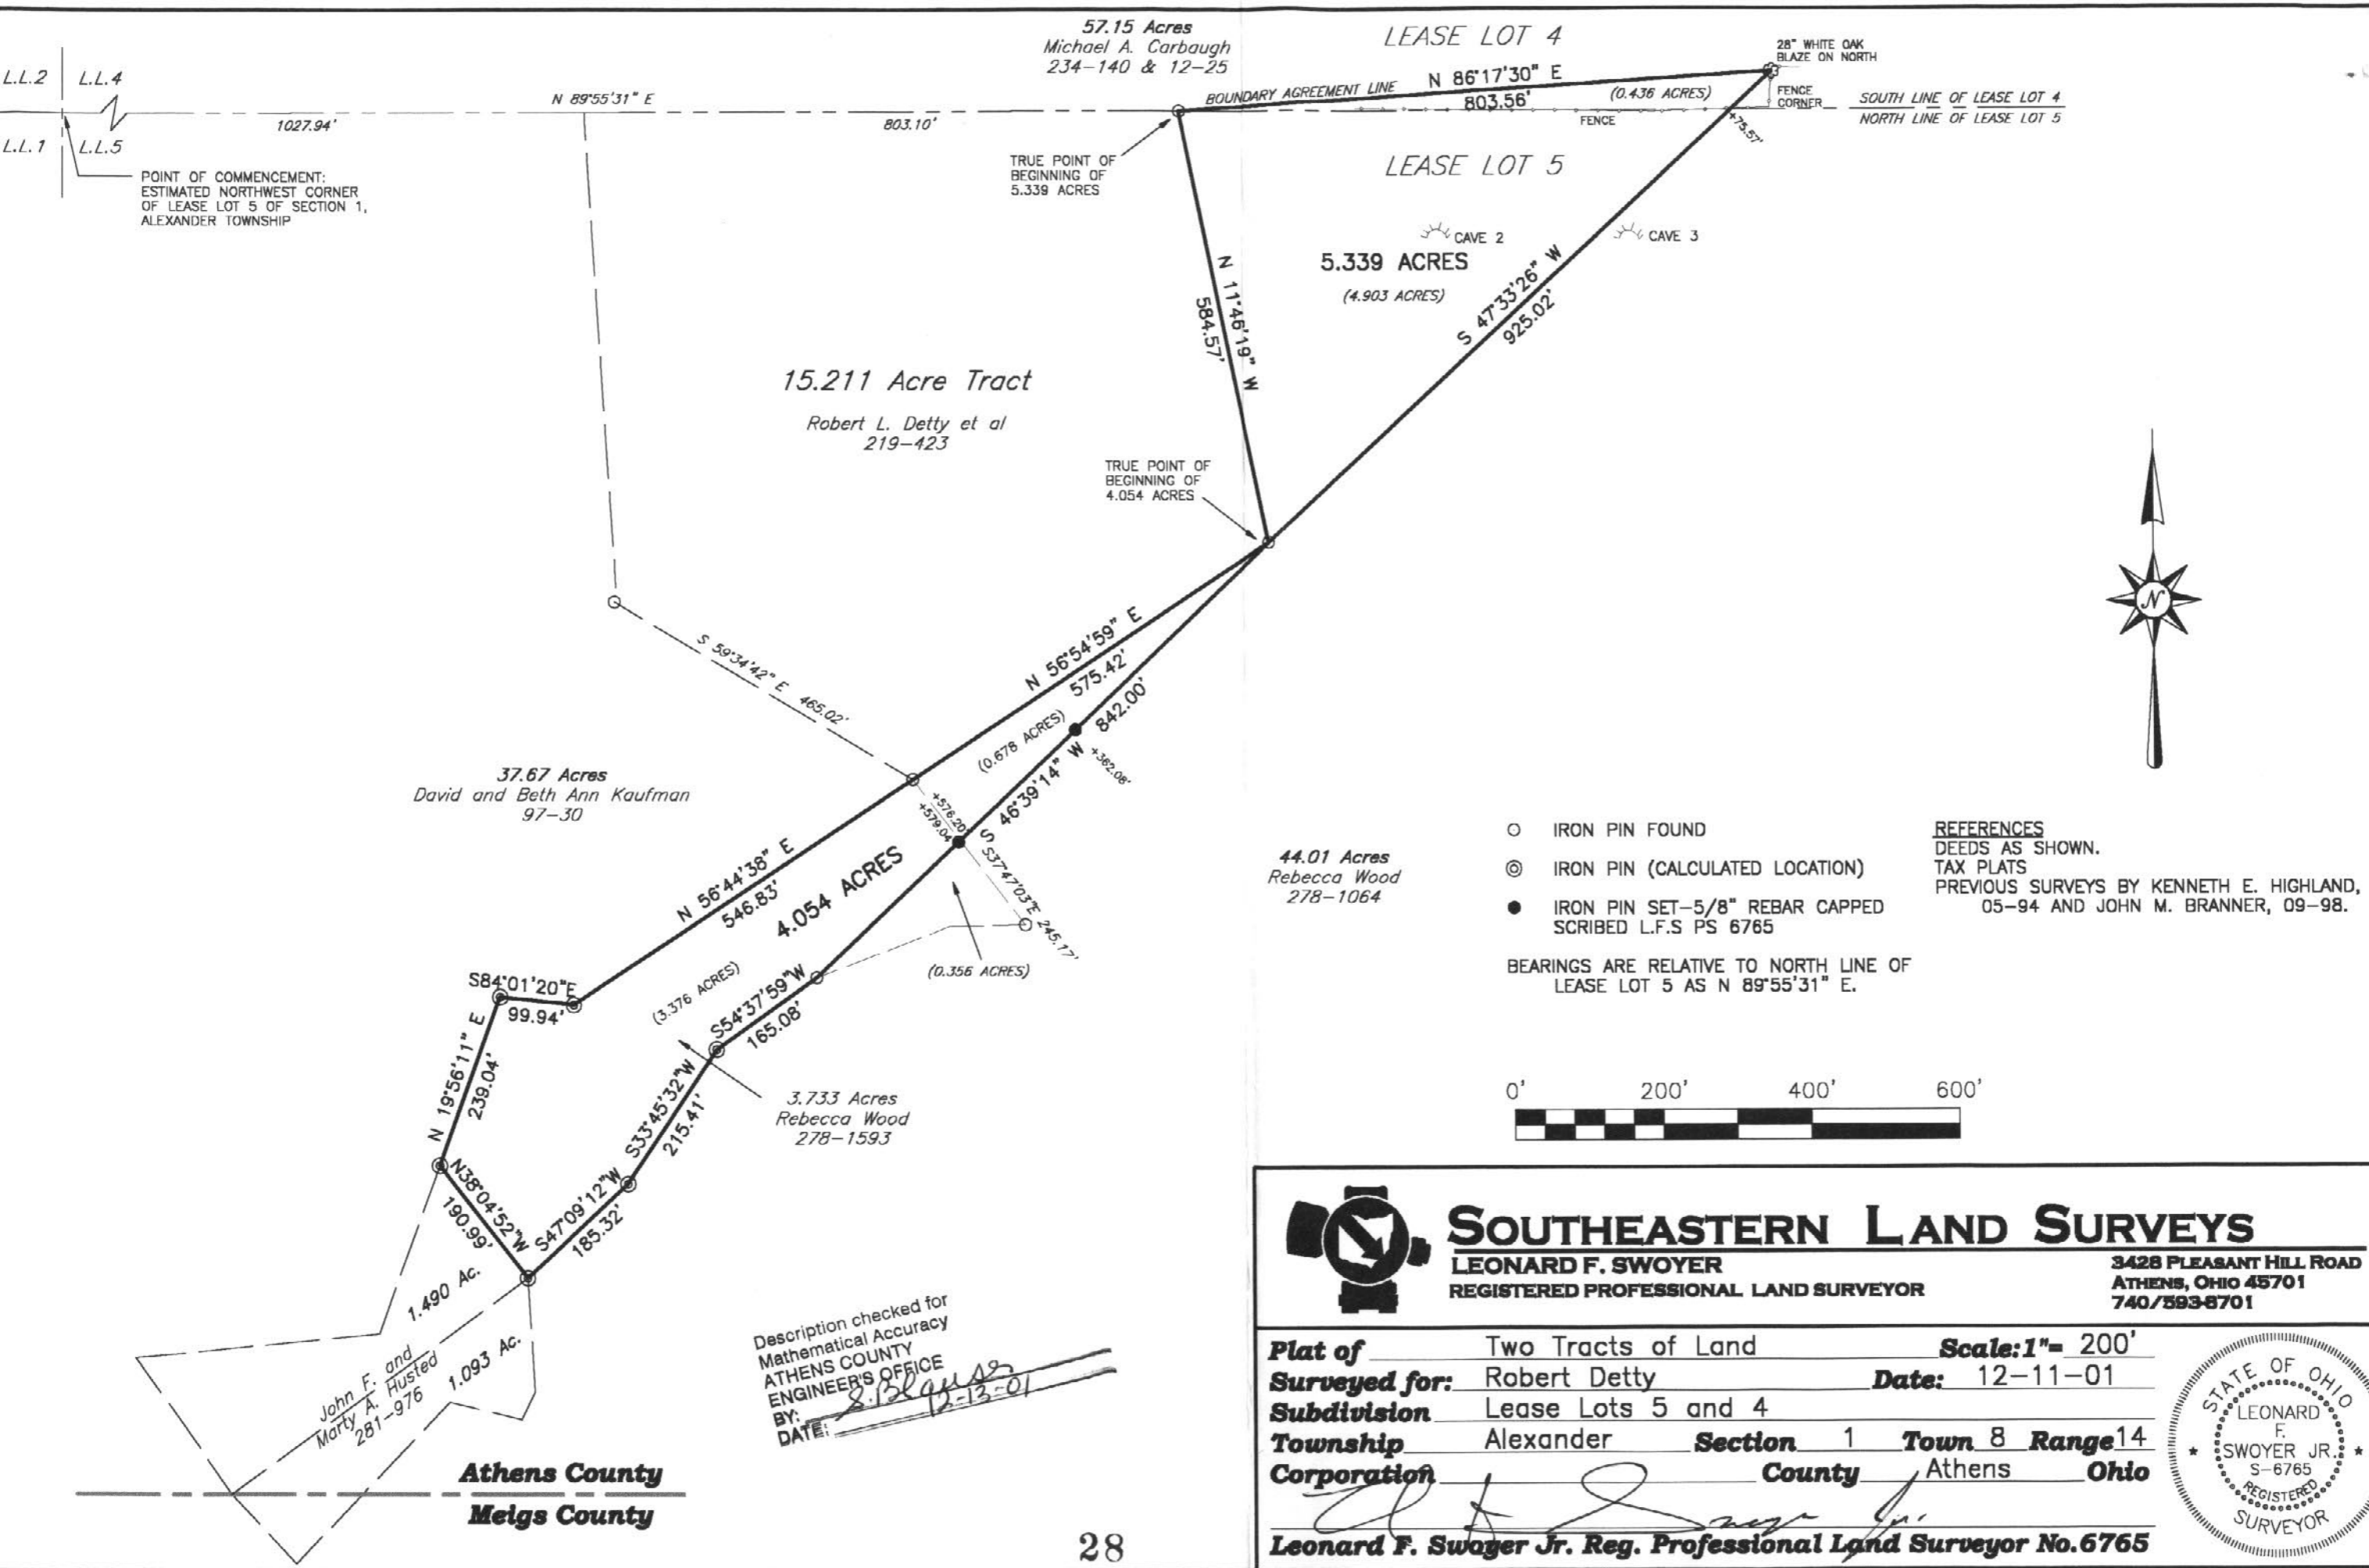 57.15 Acres
Michael A. Carbaugh
234-140 & 12-25
LEASE LOT 4
28" WHITE OAK
BLAZE ON NORTH
L.L.2
L.L.4
L.L.1
L.L.5
N 89°55'31" E
1027.94'
803.10'
BOUNDARY AGREEMENT LINE
N 86°17'30" E
803.56'
(0.436 ACRES)
FENCE
FENCE
CORNER
SOUTH LINE OF LEASE LOT 4
NORTH LINE OF LEASE LOT 5
+75.57'
POINT OF COMMENCEMENT:
ESTIMATED NORTHWEST CORNER
OF LEASE LOT 5 OF SECTION 1,
ALEXANDER TOWNSHIP
TRUE POINT OF
BEGINNING OF
5.339 ACRES
LEASE LOT 5
CAVE 2
CAVE 3
5.339 ACRES
(4.903 ACRES)
N 11°46'19" W
584.57'
S 47°33'26" W
925.02'
15.211 Acre Tract
Robert L. Detty et al
219-423
TRUE POINT OF
BEGINNING OF
4.054 ACRES
N
S 59°34'42" E 465.02'
N 56°54'59" E
575.42'
(0.678 ACRES)
842.00'
S 46°39'14" W
+362.08'
37.67 Acres
David and Beth Ann Kaufman
97-30
+576.20'
+579.04'
S37°47'03"E 245.17'
N 56°44'38" E
546.83'
4.054 ACRES
44.01 Acres
Rebecca Wood
278-1064
IRON PIN FOUND
IRON PIN (CALCULATED LOCATION)
IRON PIN SET-5/8" REBAR CAPPED
SCRIBED L.F.S PS 6765
REFERENCES
DEEDS AS SHOWN.
TAX PLATS
PREVIOUS SURVEYS BY KENNETH E. HIGHLAND,
05-94 AND JOHN M. BRANNER, 09-98.
BEARINGS ARE RELATIVE TO NORTH LINE OF
LEASE LOT 5 AS N 89°55'31" E.
(0.356 ACRES)
(3.376 ACRES)
S84°01'20"E
99.94'
S54°37'59"W
165.08'
N 19°56'11" E
239.04'
S33°45'32"W
215.41'
3.733 Acres
Rebecca Wood
278-1593
N38°04'52"W
190.99'
S47°09'12"W
185.32'
0' 200' 400' 600'
1.490 Ac.
1.093 Ac.
John F. and
Marty A. Husted
281-976
Description checked for
Mathematical Accuracy
ATHENS COUNTY
ENGINEER'S OFFICE
BY:
DATE: 12-13-01
Athens County
Meigs County
28
SOUTHEASTERN LAND SURVEYS
LEONARD F. SWOYER
REGISTERED PROFESSIONAL LAND SURVEYOR
3428 PLEASANT HILL ROAD
ATHENS, OHIO 45701
740/593-8701
Plat of Two Tracts of Land Scale:1"= 200'
Surveyed for: Robert Detty Date: 12-11-01
Subdivision Lease Lots 5 and 4
Township Alexander Section 1 Town 8 Range 14
Corporation County Athens Ohio
Leonard F. Swoyer Jr. Reg. Professional Land Surveyor No.6765
STATE OF OHIO
LEONARD
F.
SWOYER JR.
S-6765
REGISTERED
SURVEYOR